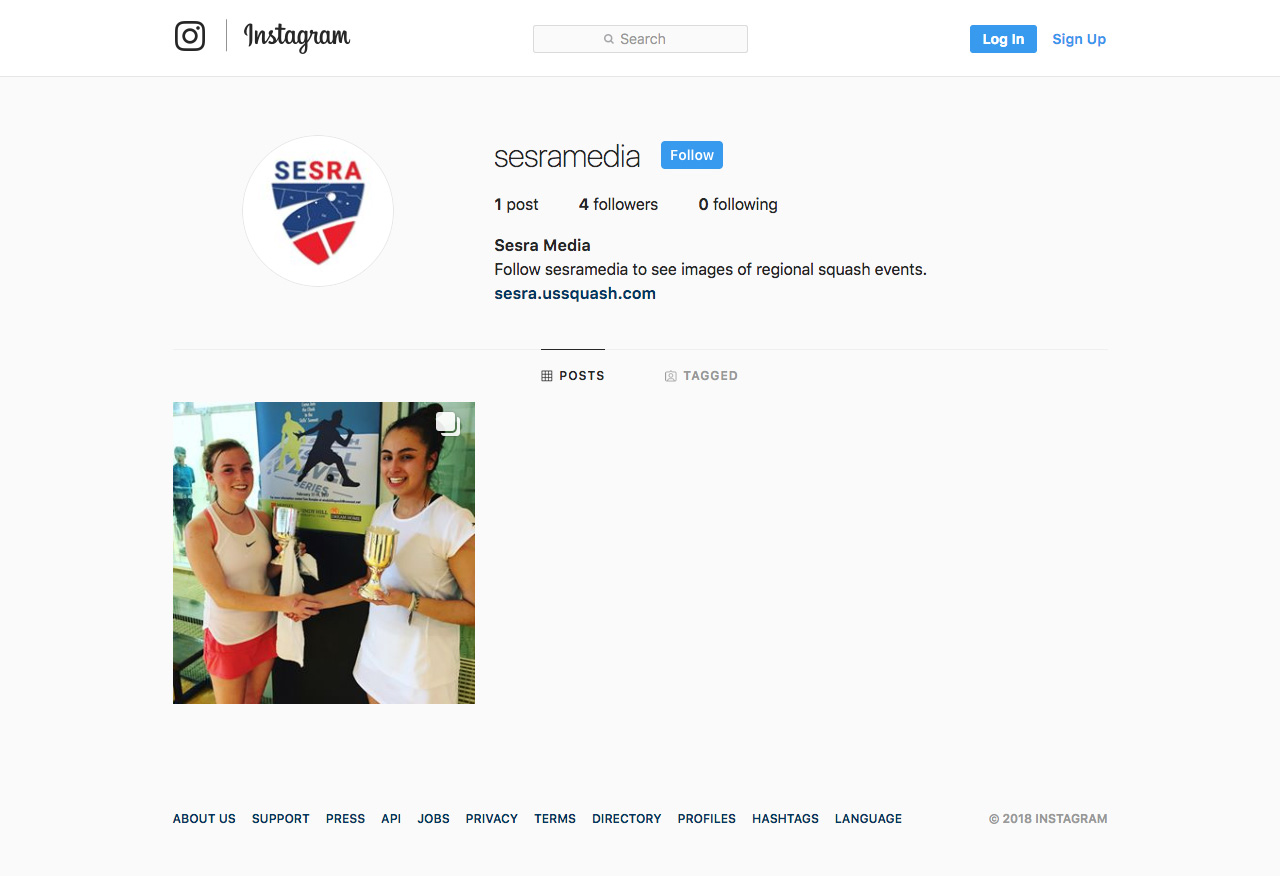 Instagram
Search
Log In
Sign Up
SESRA
sesramedia
Follow
1 post
4 followers
0 following
Sesra Media
Follow sesramedia to see images of regional squash events.
sesra.ussquash.com
POSTS
TAGGED
SERIES
ABOUT US
SUPPORT
PRESS
API
JOBS
PRIVACY
TERMS
DIRECTORY
PROFILES
HASHTAGS
LANGUAGE
© 2018 INSTAGRAM